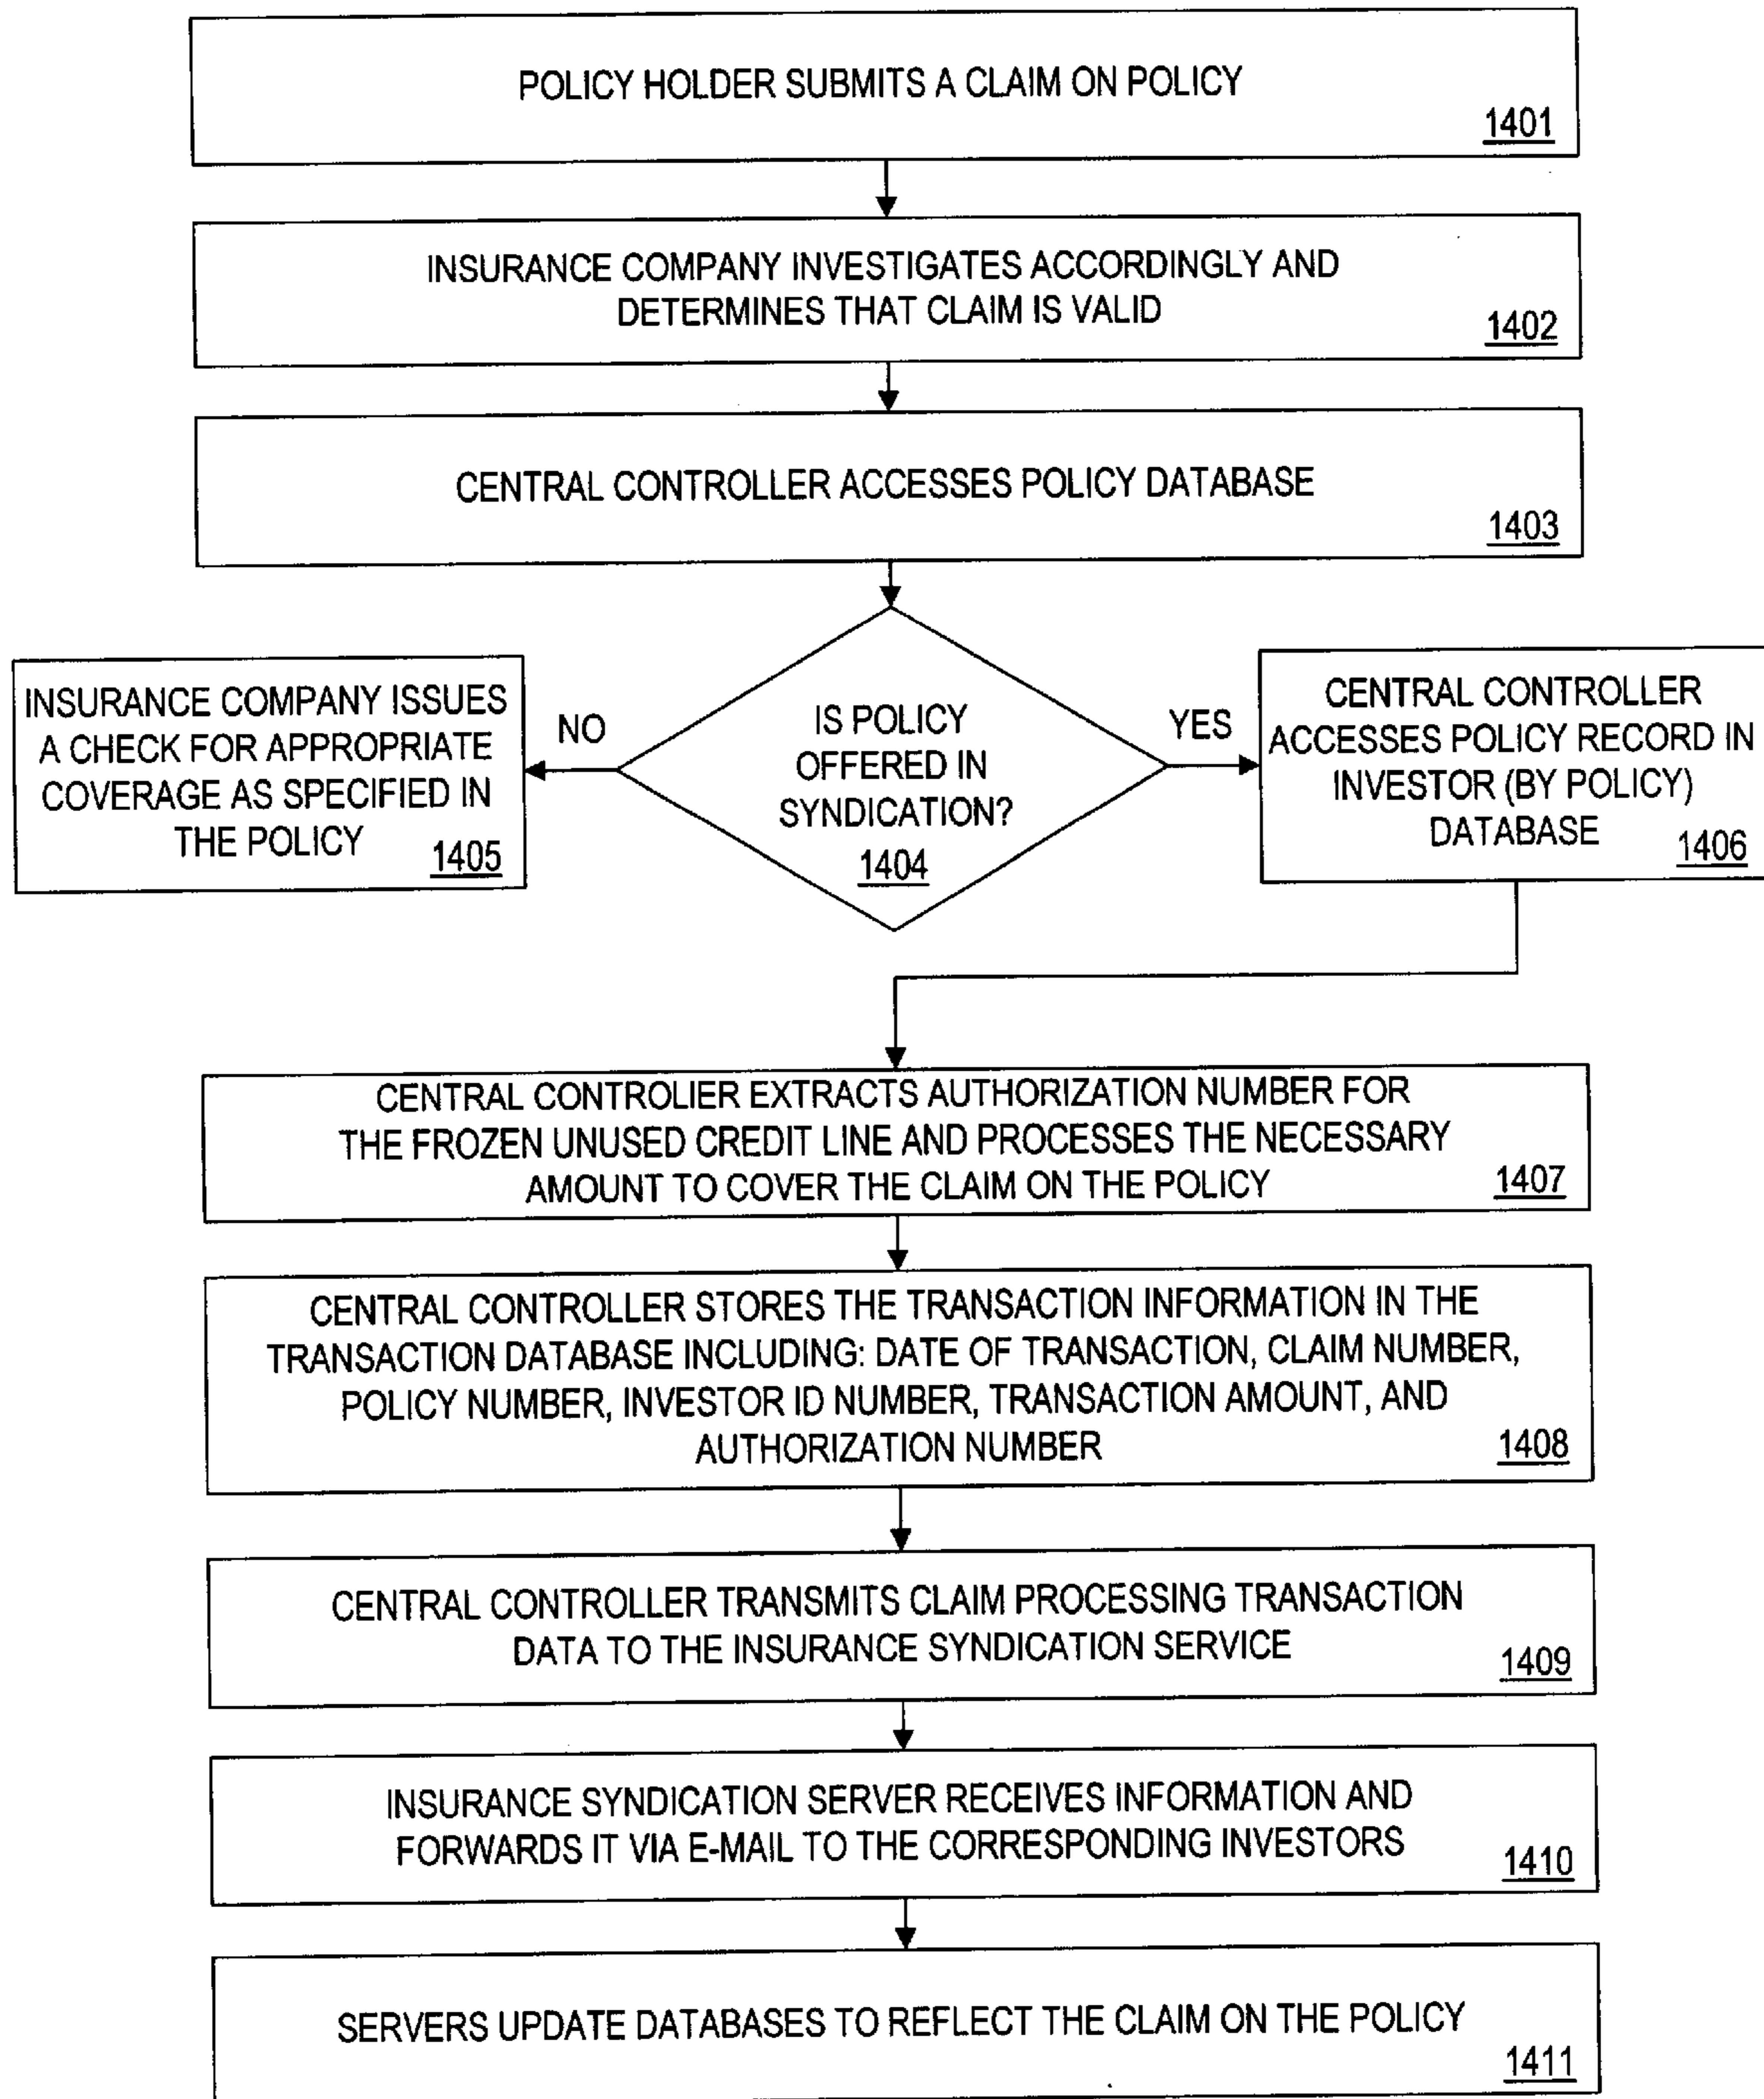 POLICY HOLDER SUBMITS A CLAIM ON POLICY
1401
INSURANCE COMPANY INVESTIGATES ACCORDINGLY AND
DETERMINES THAT CLAIM IS VALID
1402
CENTRAL CONTROLLER ACCESSES POLICY DATABASE
1403
IS POLICY
OFFERED IN
SYNDICATION?
1404
NO
INSURANCE COMPANY ISSUES
A CHECK FOR APPROPRIATE
COVERAGE AS SPECIFIED IN
THE POLICY
1405
YES
CENTRAL CONTROLLER
ACCESSES POLICY RECORD IN
INVESTOR (BY POLICY)
DATABASE
1406
CENTRAL CONTROLIER EXTRACTS AUTHORIZATION NUMBER FOR
THE FROZEN UNUSED CREDIT LINE AND PROCESSES THE NECESSARY
AMOUNT TO COVER THE CLAIM ON THE POLICY
1407
CENTRAL CONTROLLER STORES THE TRANSACTION INFORMATION IN THE
TRANSACTION DATABASE INCLUDING: DATE OF TRANSACTION, CLAIM NUMBER,
POLICY NUMBER, INVESTOR ID NUMBER, TRANSACTION AMOUNT, AND
AUTHORIZATION NUMBER
1408
CENTRAL CONTROLLER TRANSMITS CLAIM PROCESSING TRANSACTION
DATA TO THE INSURANCE SYNDICATION SERVICE
1409
INSURANCE SYNDICATION SERVER RECEIVES INFORMATION AND
FORWARDS IT VIA E-MAIL TO THE CORRESPONDING INVESTORS
1410
SERVERS UPDATE DATABASES TO REFLECT THE CLAIM ON THE POLICY
1411